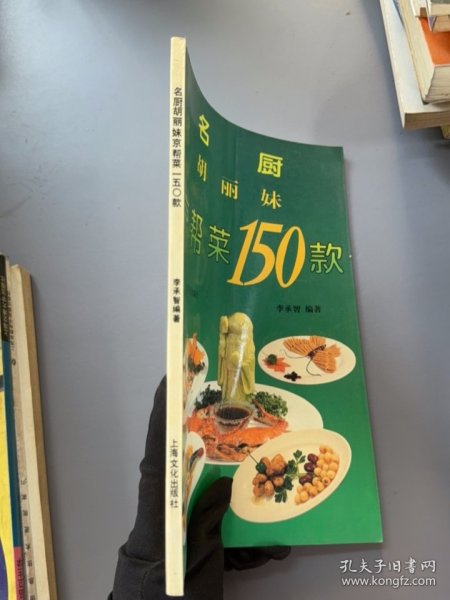 名厨胡丽妹京帮菜一五〇款
李承智编著
上海文化出版社
名厨
胡丽妹
帮菜150款
李承智 编著
孔夫子旧书网
www.kongfz.com